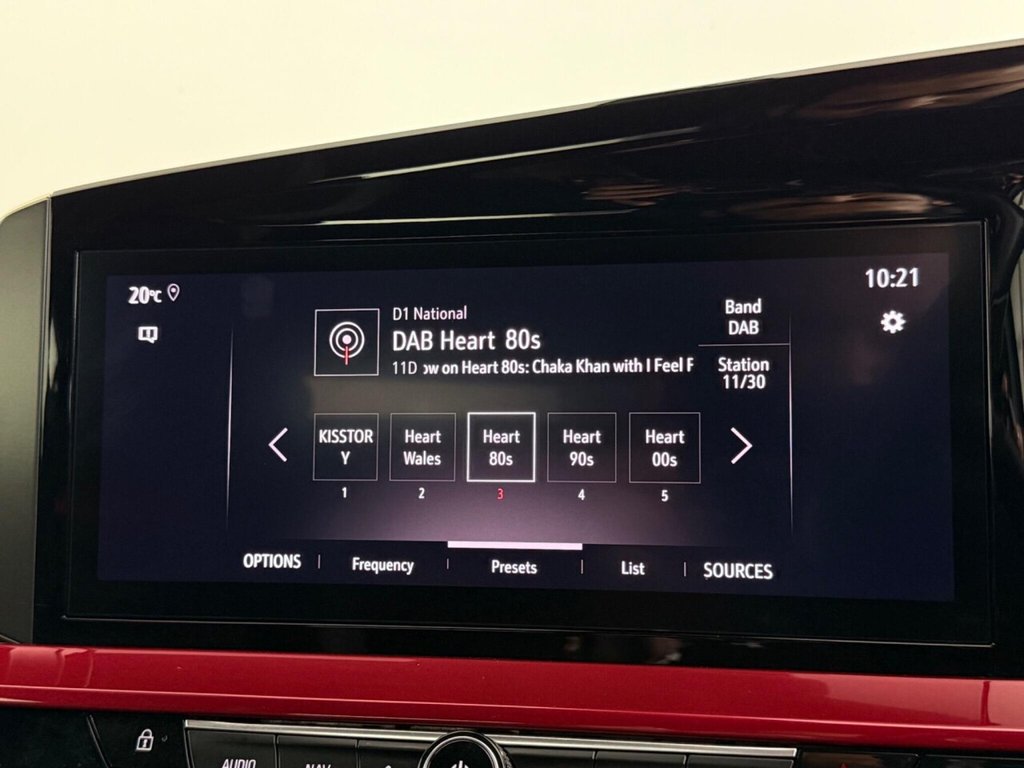 20°C
10:21
D1 National
DAB Heart 80s
11D ow on Heart 80s: Chaka Khan with I Feel F
Band
DAB
Station
11/30
KISSTOR
Y
1
Heart
Wales
2
Heart
80s
3
Heart
90s
4
Heart
00s
5
OPTIONS
Frequency
Presets
List
SOURCES
AUDIO
NAV